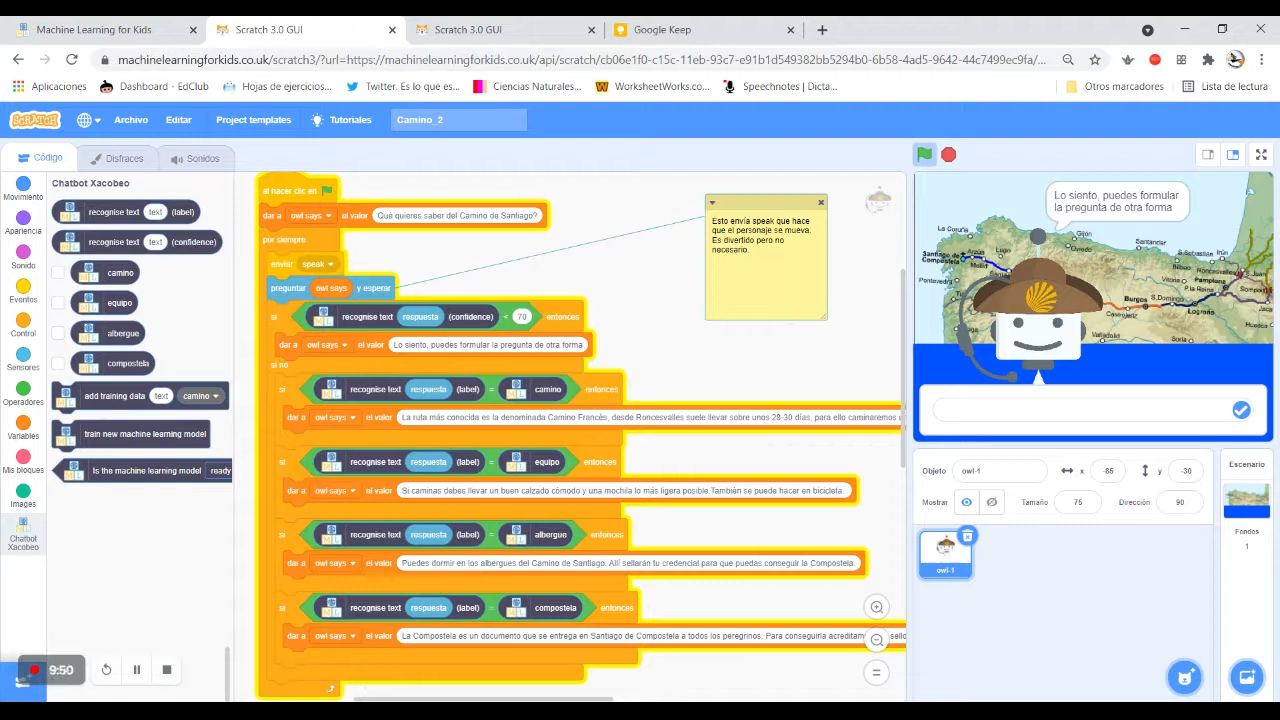 Machine Learning for Kids
Scratch 3.0 GUI
Scratch 3.0 GUI
Google Keep
machinelearningforkids.co.uk/scratch3/?url=https://machinelearningforkids.co.uk/api/scratch/cb06e1f0-c15c-11eb-93c7-e91b1d549382bb5294b0-6b58-4ad5-9642-44c7499ec9fa/...
Aplicaciones
Dashboard - EdClub
Hojas de ejercicios...
Twitter. Es lo que es...
Ciencias Naturales...
WorksheetWorks.co...
Speechnotes | Dicta...
Otros marcadores
Lista de lectura
SCRATCH
Archivo
Editar
Project templates
Tutoriales
Camino_2
Código
Disfraces
Sonidos
Movimiento
Apariencia
Sonido
Eventos
Control
Sensores
Operadores
Variables
Mis bloques
Images
Chatbot
Xacobeo
Chatbot Xacobeo
recognise text text (label)
recognise text text (confidence)
camino
equipo
albergue
compostela
add training data text camino
train new machine learning model
Is the machine learning model ready
al hacer clic en
dar a owl says el valor Qué quieres saber del Camino de Santiago?
por siempre
enviar speak
preguntar owl says y esperar
si recognise text respuesta (confidence) < 70 entonces
dar a owl says el valor Lo siento, puedes formular la pregunta de otra forma
si no
si recognise text respuesta (label) = camino entonces
dar a owl says el valor La ruta más conocida es la denominada Camino Francés, desde Roncesvalles suele llevar sobre unos 28-30 días, para ello caminaremos u
si recognise text respuesta (label) = equipo entonces
dar a owl says el valor Si caminas debes llevar un buen calzado cómodo y una mochila lo más ligera posible.También se puede hacer en bicicleta.
si recognise text respuesta (label) = albergue entonces
dar a owl says el valor Puedes dormir en los albergues del Camino de Santiago. Allí sellarán tu credencial para que puedas conseguir la Compostela.
si recognise text respuesta (label) = compostela entonces
dar a owl says el valor La Compostela es un documento que se entrega en Santiago de Compostela a todos los peregrinos. Para conseguirla acreditam sello
Esto envía speak que hace
que el personaje se mueva.
Es divertido pero no
necesario.
9:50
Lo siento, puedes formular
la pregunta de otra forma
La Coruña
Gijón
Santander
Santiago de
Compostela
Lugo
Burgos
S.Domingo
Logroño
Valladolid
Soria
Objeto
owl-1
x
-85
y
-30
Mostrar
Tamaño
75
Dirección
90
owl-1
Escenario
Fondos
1